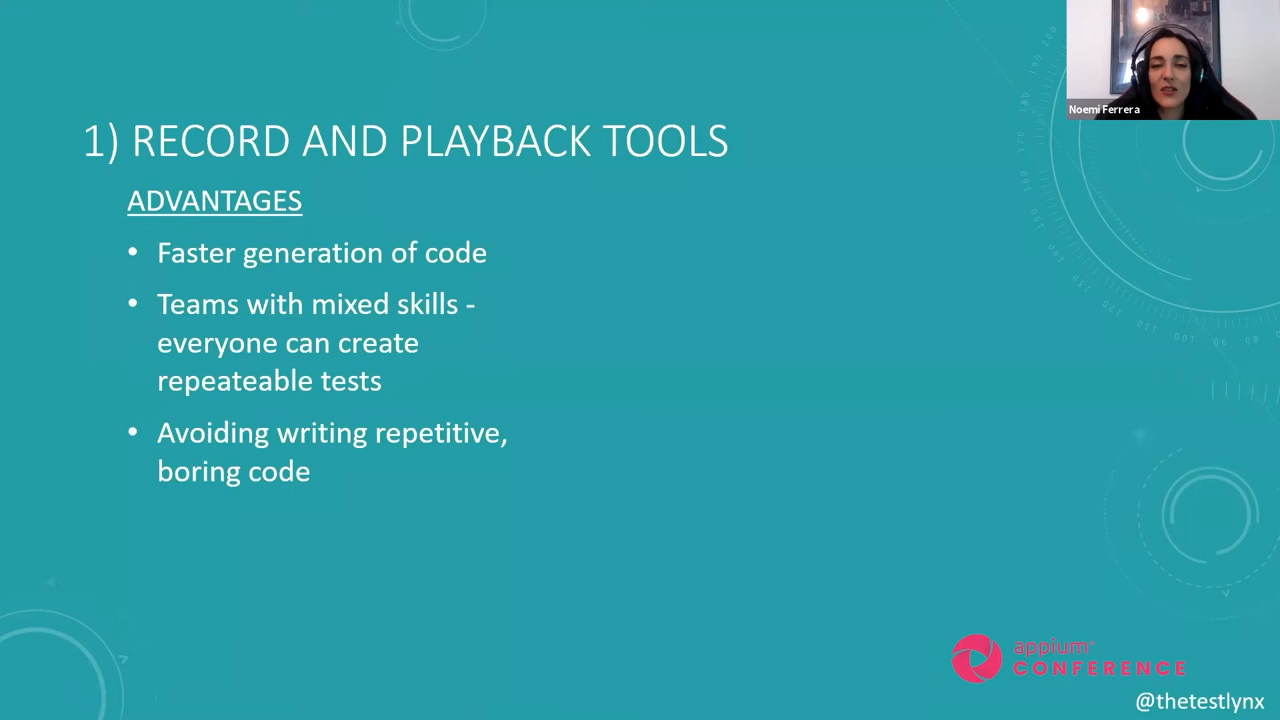 Noemi Ferrera
1) RECORD AND PLAYBACK TOOLS
ADVANTAGES
• Faster generation of code
• Teams with mixed skills -
everyone can create
repeateable tests
• Avoiding writing repetitive,
boring code
appium
CONFERENCE
@thetestlynx